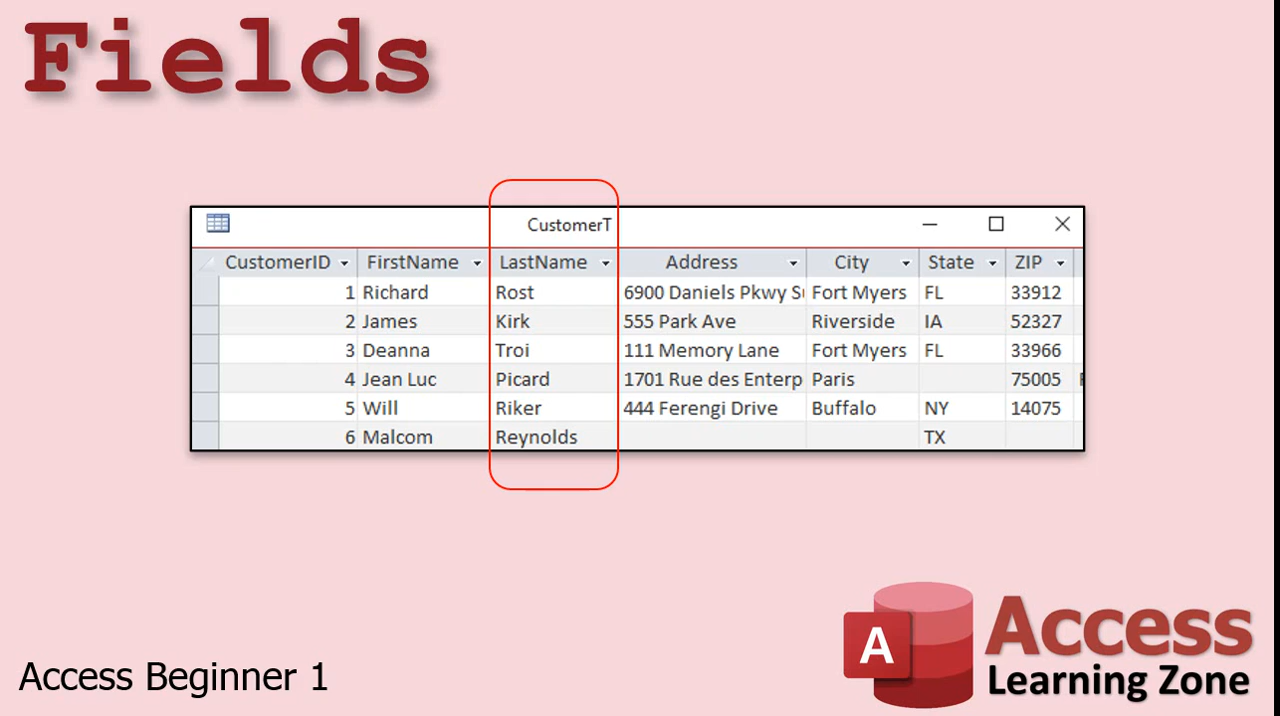 Fields
CustomerT
CustomerID FirstName LastName Address City State ZIP
1 Richard Rost 6900 Daniels Pkwy Fort Myers FL 33912
2 James Kirk 555 Park Ave Riverside IA 52327
3 Deanna Troi 111 Memory Lane Fort Myers FL 33966
4 Jean Luc Picard 1701 Rue des Enterp Paris 75005
5 Will Riker 444 Ferengi Drive Buffalo NY 14075
6 Malcom Reynolds TX
A Access
Learning Zone
Access Beginner 1